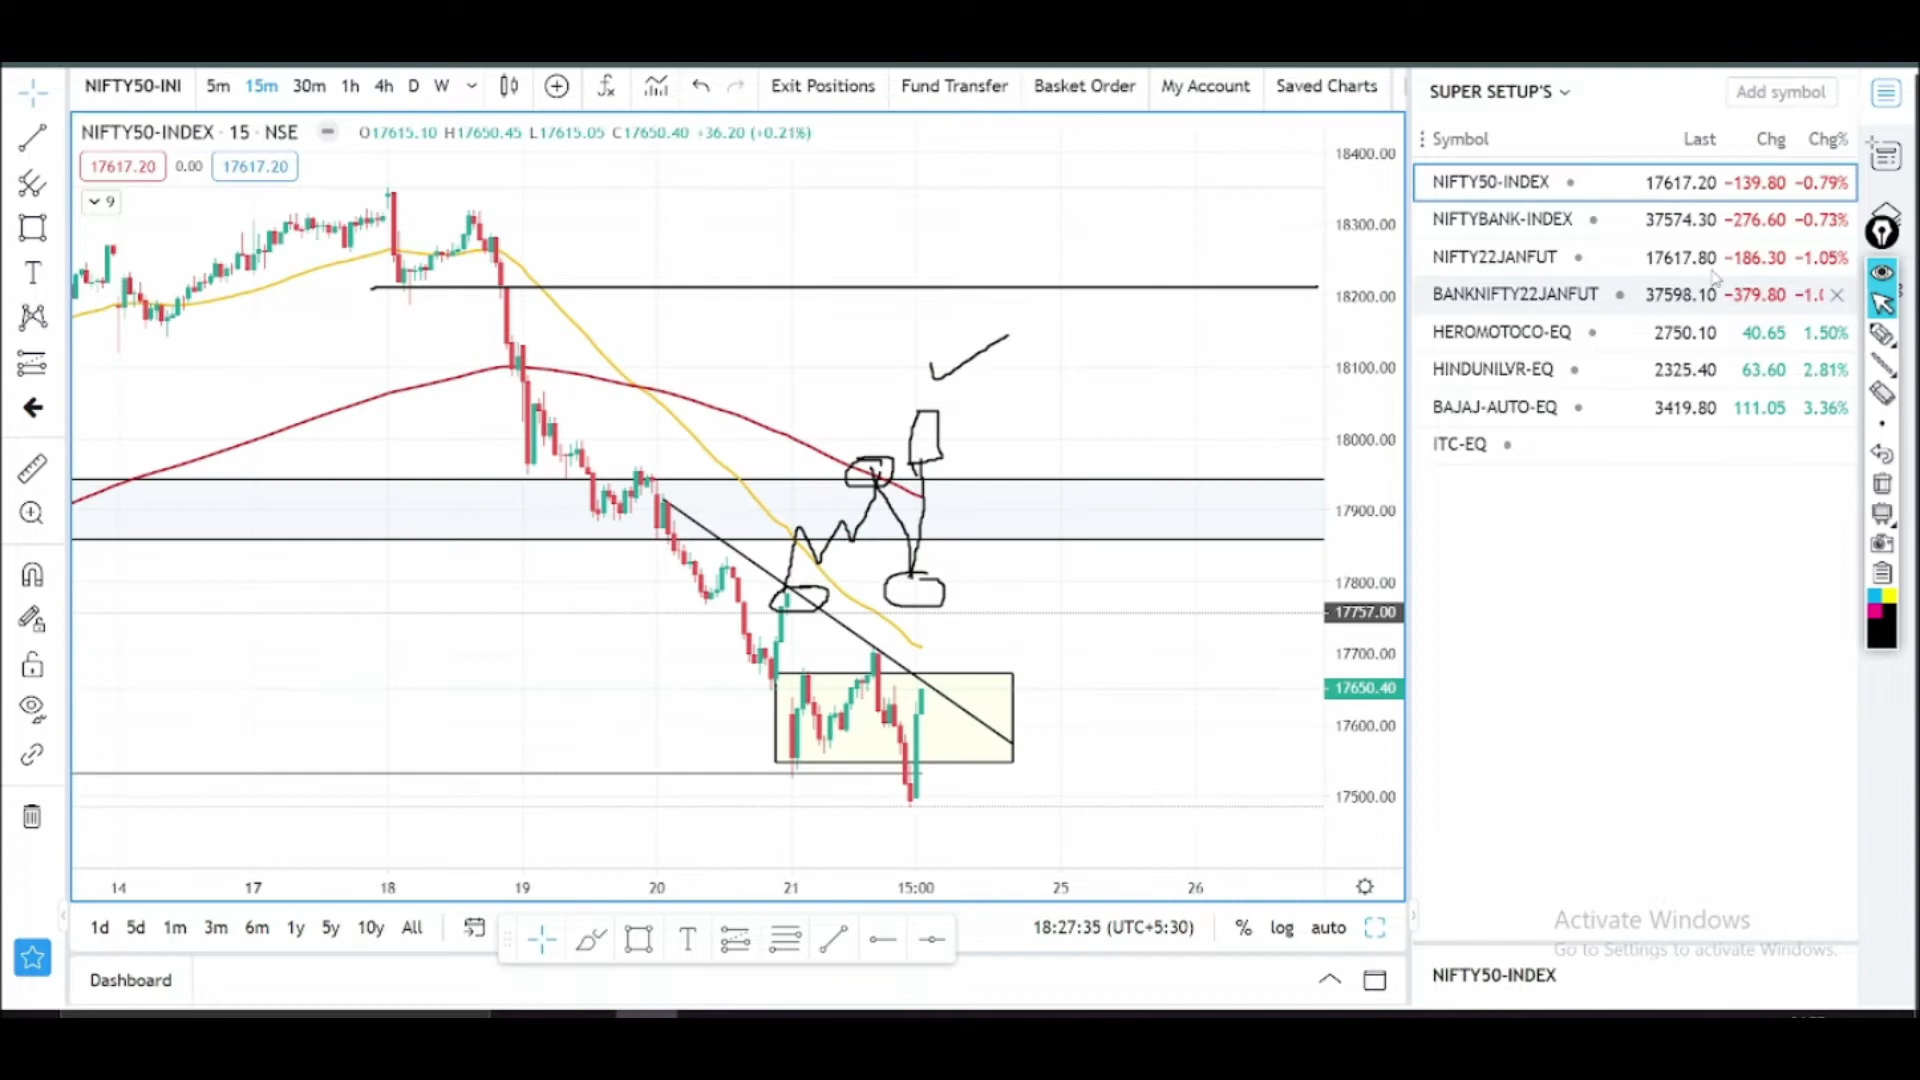 NIFTY50-INI 5m 15m 30m 1h 4h D W Exit Positions Fund Transfer Basket Order My Account Saved Charts
NIFTY50-INDEX · 15 · NSE O17615.10 H17650.45 L17615.05 C17650.40 +36.20 (+0.21%)
17617.20 0.00 17617.20
9
18400.00
18300.00
18200.00
18100.00
18000.00
17900.00
17800.00
17757.00
17700.00
17650.40
17600.00
17500.00
14 17 18 19 20 21 15:00 25 26
1d 5d 1m 3m 6m 1y 5y 10y All
18:27:35 (UTC+5:30) % log auto
Dashboard
SUPER SETUP'S Add symbol
Symbol Last Chg Chg%
NIFTY50-INDEX 17617.20 −139.80 −0.79%
NIFTYBANK-INDEX 37574.30 −276.60 −0.73%
NIFTY22JANFUT 17617.80 −186.30 −1.05%
BANKNIFTY22JANFUT 37598.10 −379.80
HEROMOTOCO-EQ 2750.10 40.65 1.50%
HINDUNILVR-EQ 2325.40 63.60 2.81%
BAJAJ-AUTO-EQ 3419.80 111.05 3.36%
ITC-EQ
Activate Windows
Go to Settings to activate Windows.
NIFTY50-INDEX